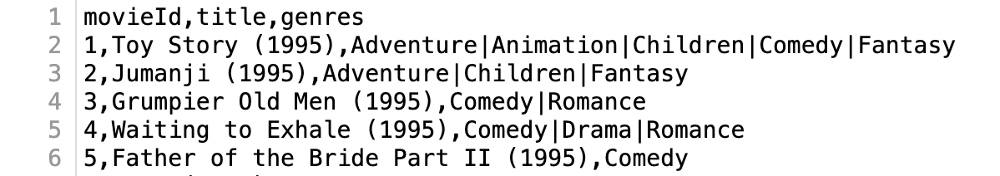 1 movieId,title,genres
2 1,Toy Story (1995),Adventure|Animation|Children|Comedy|Fantasy
3 2,Jumanji (1995),Adventure|Children|Fantasy
4 3,Grumpier Old Men (1995),Comedy|Romance
5 4,Waiting to Exhale (1995),Comedy|Drama|Romance
6 5,Father of the Bride Part II (1995),Comedy